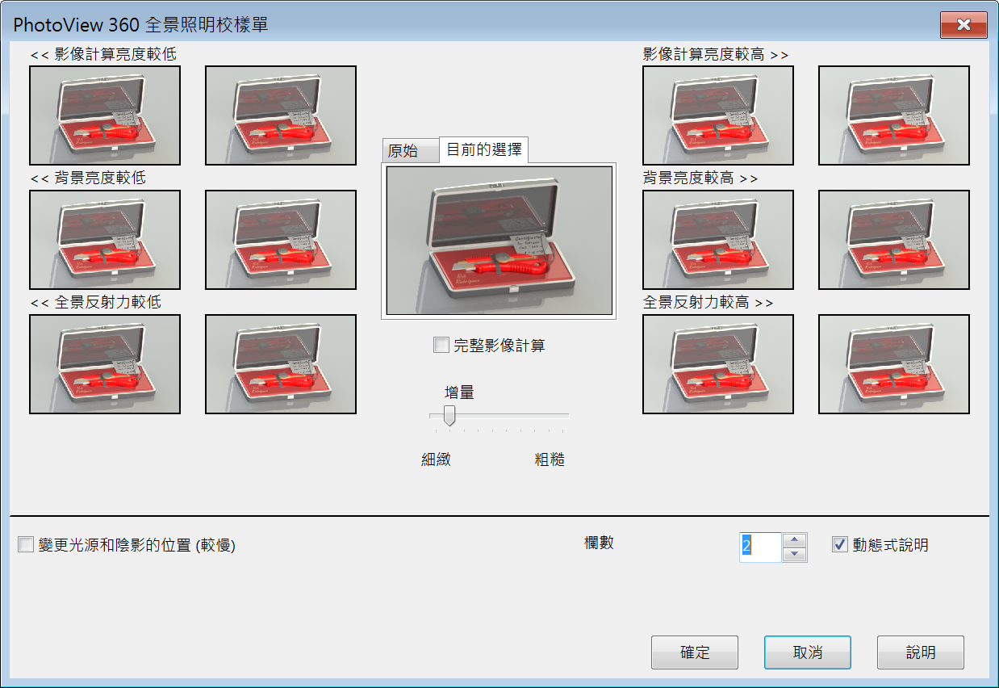 PhotoView 360 全景照明校樣單
<< 影像計算亮度較低
影像計算亮度較高 >>
原始
目前的選擇
<< 背景亮度較低
背景亮度較高 >>
<< 全景反射力較低
全景反射力較高 >>
完整影像計算
增量
細緻
粗糙
變更光源和陰影的位置 (較慢)
欄數
2
動態式說明
確定
取消
說明